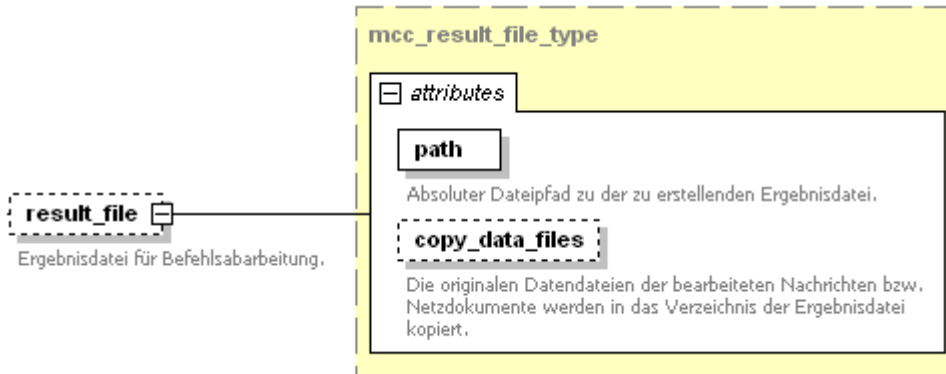 mcc_result_file_type
attributes
path
Absoluter Dateipfad zu der zu erstellenden Ergebnisdatei.
result_file
Ergebnisdatei für Befehlsabarbeitung.
copy_data_files
Die originalen Datendateien der bearbeiteten Nachrichten bzw.
Netzdokumente werden in das Verzeichnis der Ergebnisdatei
kopiert.